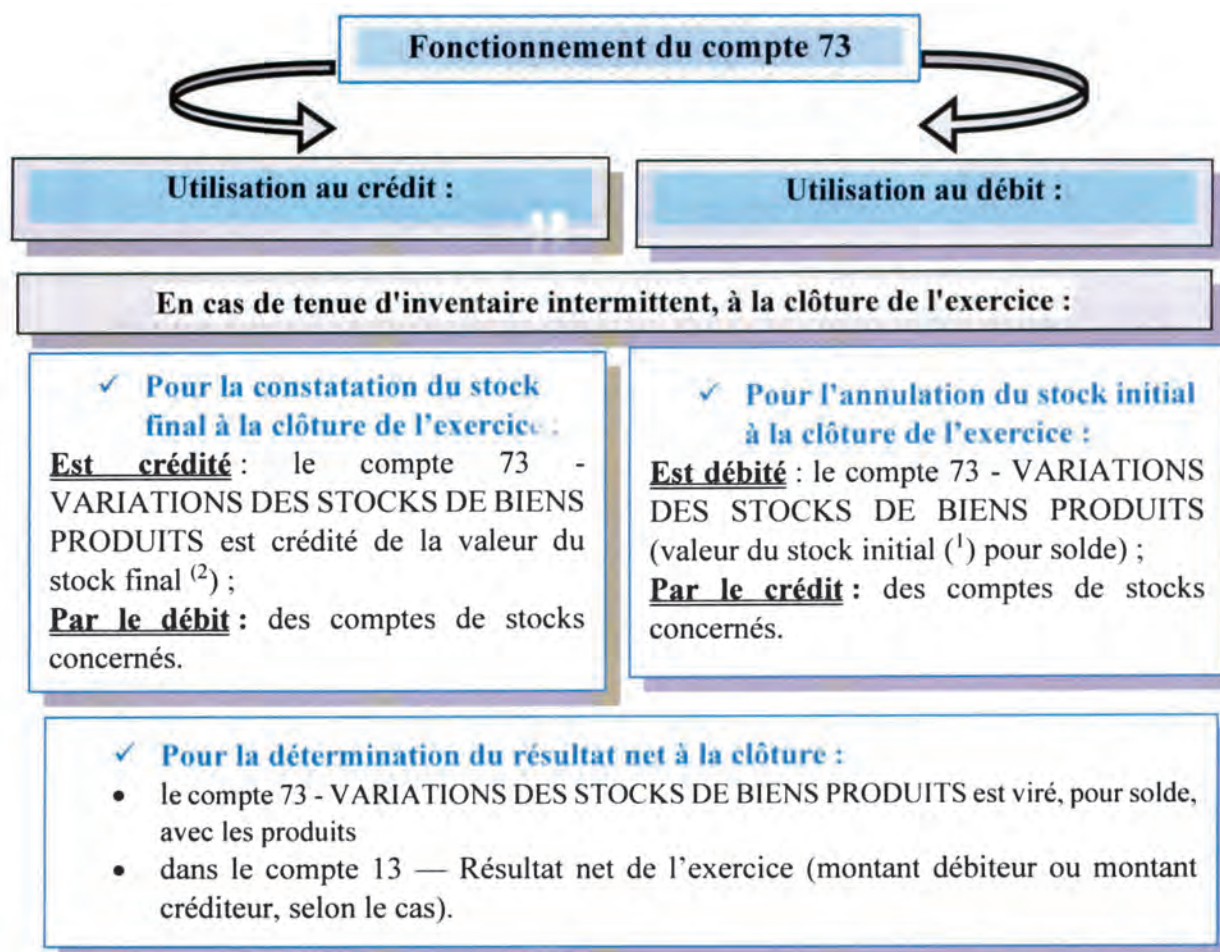 Fonctionnement du compte 73
Utilisation au crédit :
Utilisation au débit :
En cas de tenue d'inventaire intermittent, à la clôture de l'exercice :
✓ Pour la constatation du stock
final à la clôture de l'exercice :
Est crédité : le compte 73 -
VARIATIONS DES STOCKS DE BIENS
PRODUITS est crédité de la valeur du
stock final (2) ;
Par le débit : des comptes de stocks
concernés.
✓ Pour l'annulation du stock initial
à la clôture de l'exercice :
Est débité : le compte 73 - VARIATIONS
DES STOCKS DE BIENS PRODUITS
(valeur du stock initial (1) pour solde) ;
Par le crédit : des comptes de stocks
concernés.
✓ Pour la détermination du résultat net à la clôture :
• le compte 73 - VARIATIONS DES STOCKS DE BIENS PRODUITS est viré, pour solde,
avec les produits
• dans le compte 13 — Résultat net de l'exercice (montant débiteur ou montant
créditeur, selon le cas).